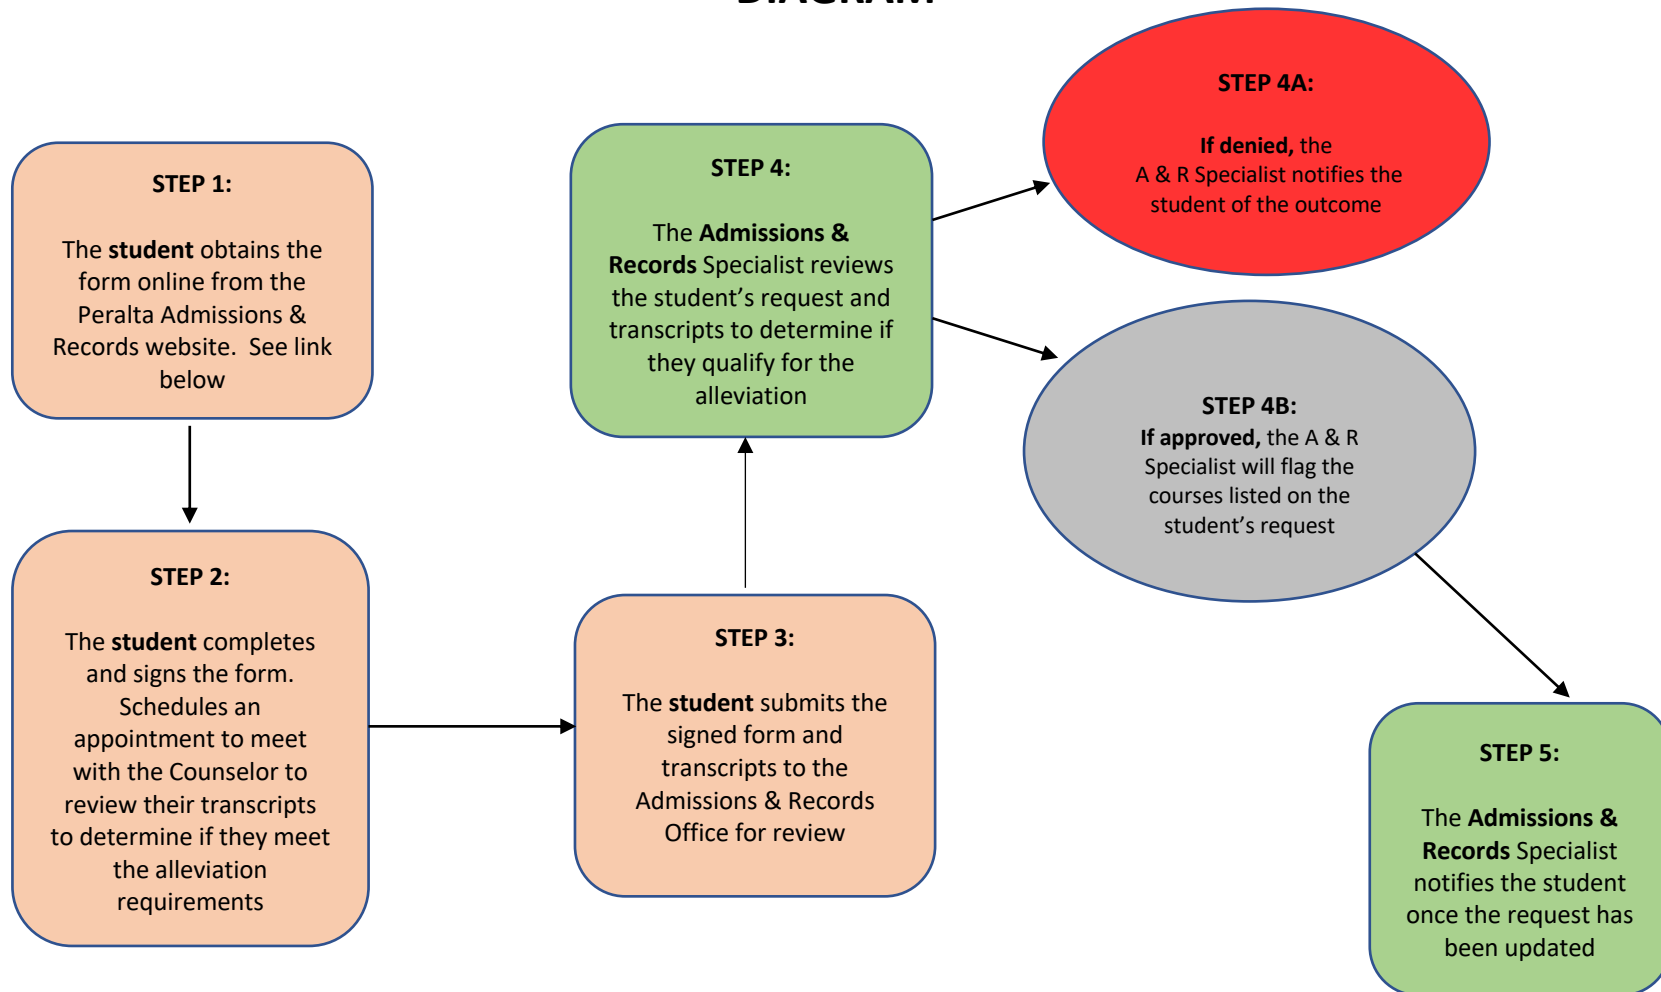 DIAGRAM
STEP 1:
The student obtains the
form online from the
Peralta Admissions &
Records website.  See link
below
STEP 2:
The student completes
and signs the form.
Schedules an
appointment to meet
with the Counselor to
review their transcripts
to determine if they meet
the alleviation
requirements
STEP 3:
The student submits the
signed form and
transcripts to the
Admissions & Records
Office for review
STEP 4:
The Admissions &
Records Specialist reviews
the student’s request and
transcripts to determine if
they qualify for the
alleviation
STEP 4A:
If denied, the
A & R Specialist notifies the
student of the outcome
STEP 4B:
If approved, the A & R
Specialist will flag the
courses listed on the
student’s request
STEP 5:
The Admissions &
Records Specialist
notifies the student
once the request has
been updated